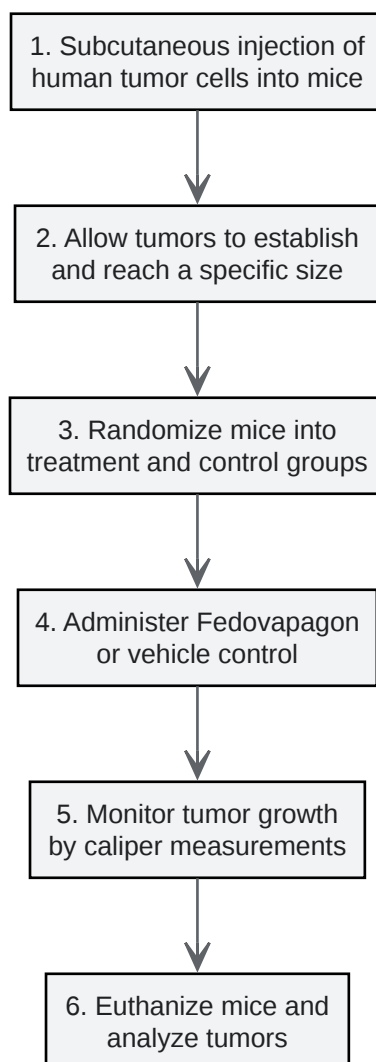 1. Subcutaneous injection of
human tumor cells into mice
2. Allow tumors to establish
and reach a specific size
3. Randomize mice into
treatment and control groups
4. Administer Fedovapagon
or vehicle control
5. Monitor tumor growth
by caliper measurements
6. Euthanize mice and
analyze tumors